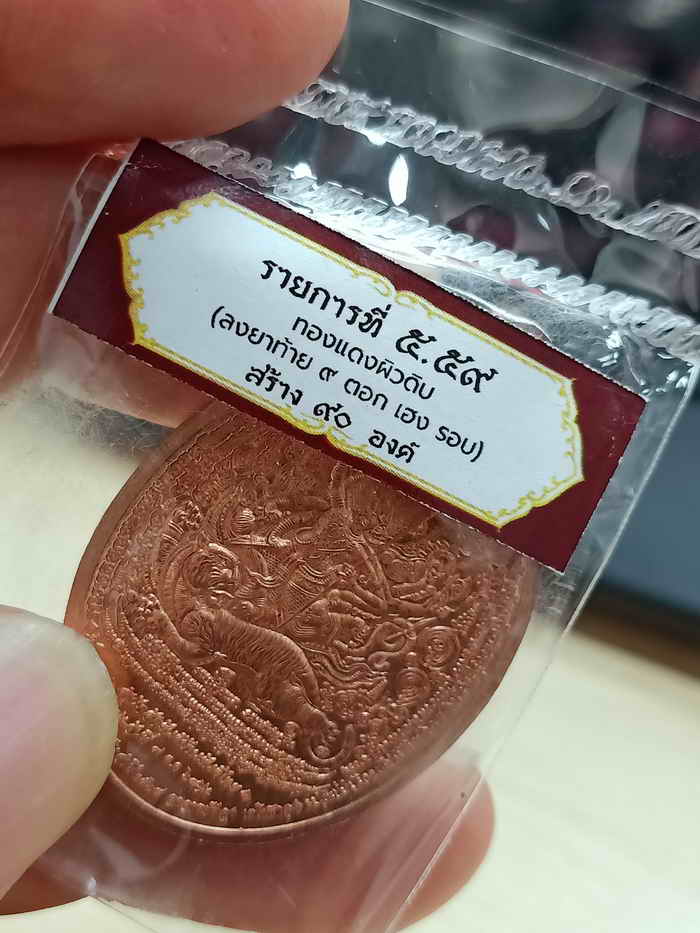 รายการที่ ๕.๕๙
ทองแดงผิวดิบ
(ลงยาท้าย ๙ ตอก เฮง รอบ)
สร้าง ๙๐ องค์